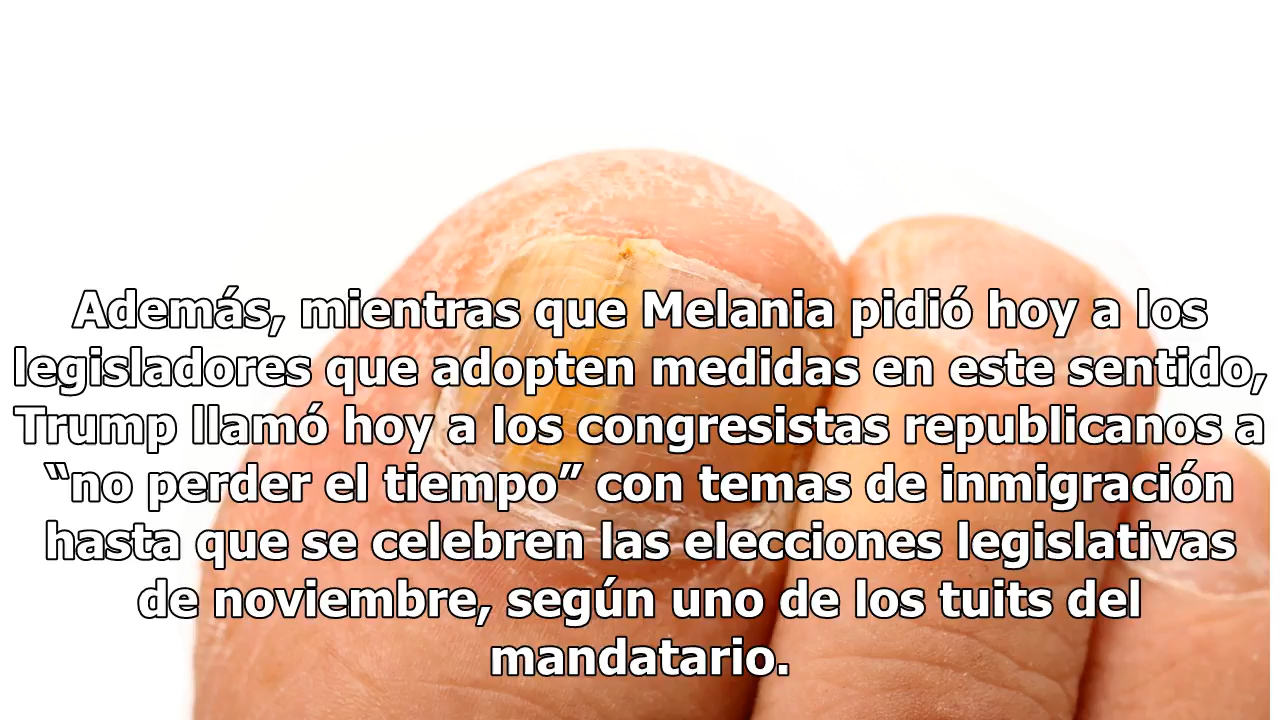 Además, mientras que Melania pidió hoy a los
legisladores que adopten medidas en este sentido,
Trump llamó hoy a los congresistas republicanos a
“no perder el tiempo” con temas de inmigración
hasta que se celebren las elecciones legislativas
de noviembre, según uno de los tuits del
mandatario.